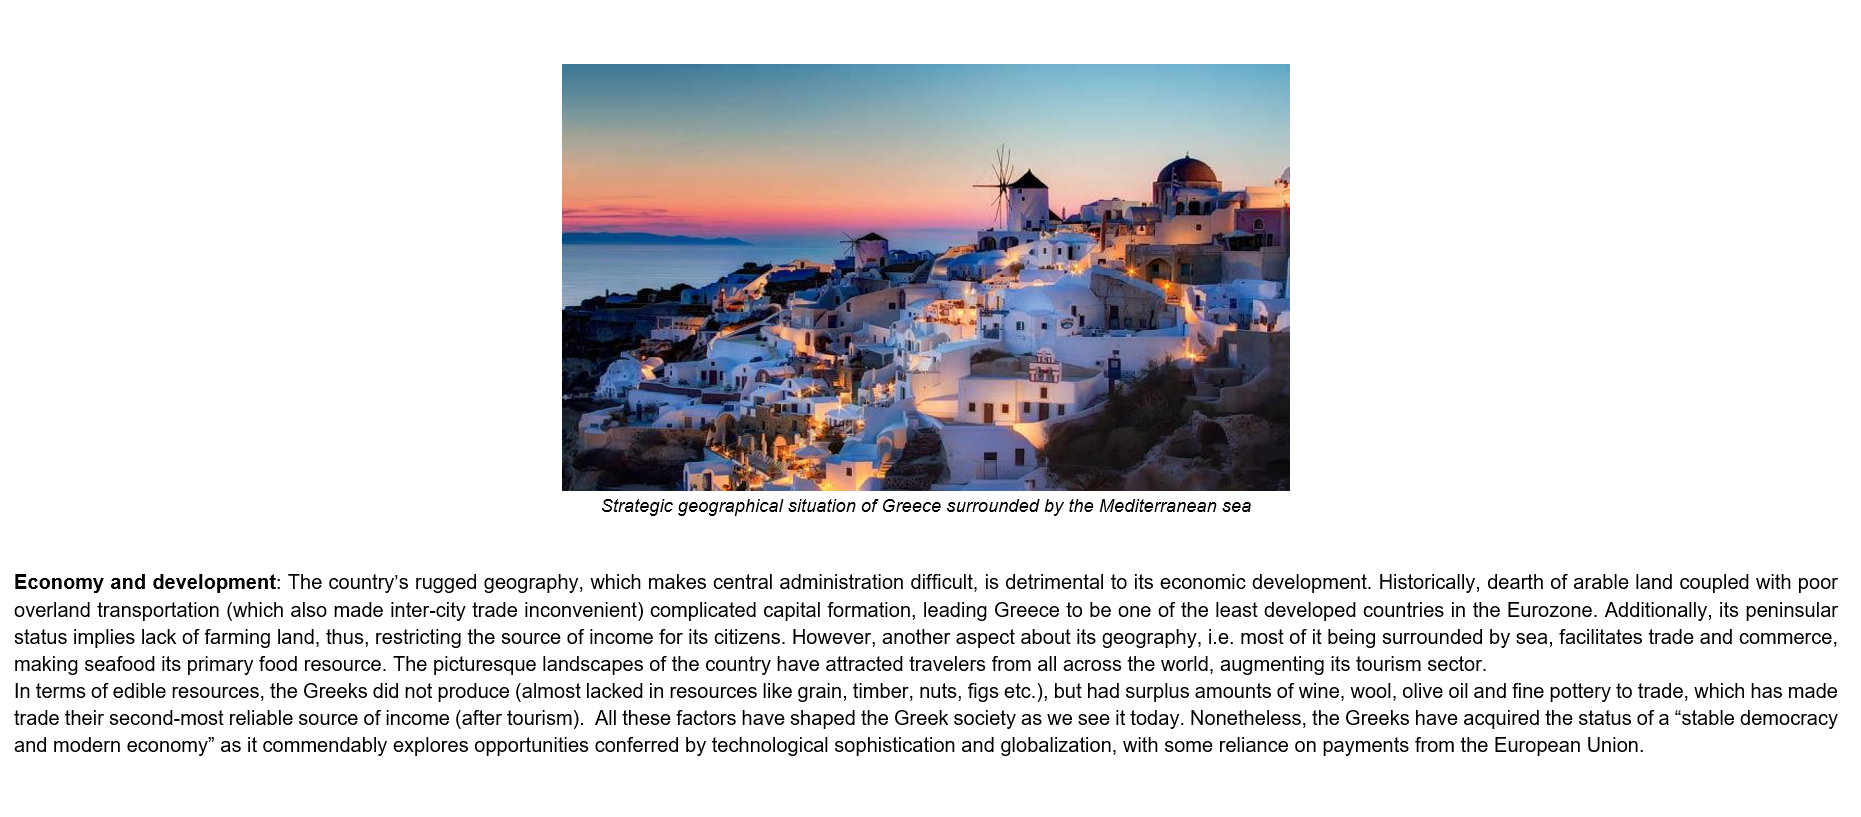 Strategic geographical situation of Greece surrounded by the Mediterranean sea
Economy and development: The country’s rugged geography, which makes central administration difficult, is detrimental to its economic development. Historically, dearth of arable land coupled with poor
overland transportation (which also made inter-city trade inconvenient) complicated capital formation, leading Greece to be one of the least developed countries in the Eurozone. Additionally, its peninsular
status implies lack of farming land, thus, restricting the source of income for its citizens. However, another aspect about its geography, i.e. most of it being surrounded by sea, facilitates trade and commerce,
making seafood its primary food resource. The picturesque landscapes of the country have attracted travelers from all across the world, augmenting its tourism sector.
In terms of edible resources, the Greeks did not produce (almost lacked in resources like grain, timber, nuts, figs etc.), but had surplus amounts of wine, wool, olive oil and fine pottery to trade, which has made
trade their second-most reliable source of income (after tourism).  All these factors have shaped the Greek society as we see it today. Nonetheless, the Greeks have acquired the status of a “stable democracy
and modern economy” as it commendably explores opportunities conferred by technological sophistication and globalization, with some reliance on payments from the European Union.